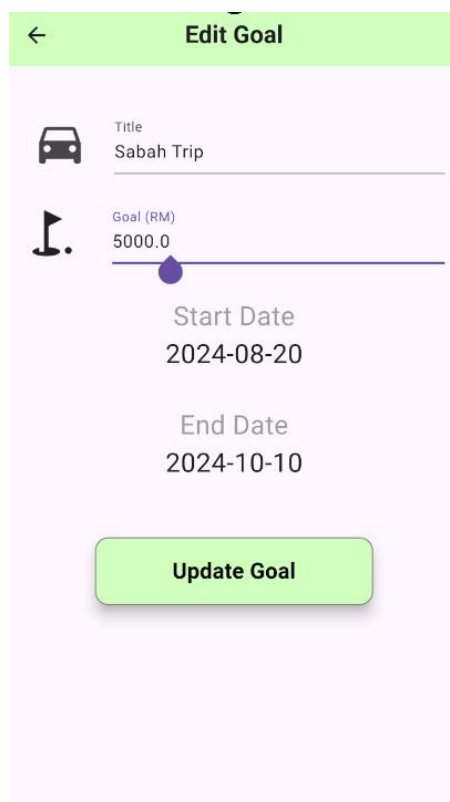 Edit Goal
Title
Sabah Trip
Goal (RM)
5000.0
Start Date
2024-08-20
End Date
2024-10-10
Update Goal